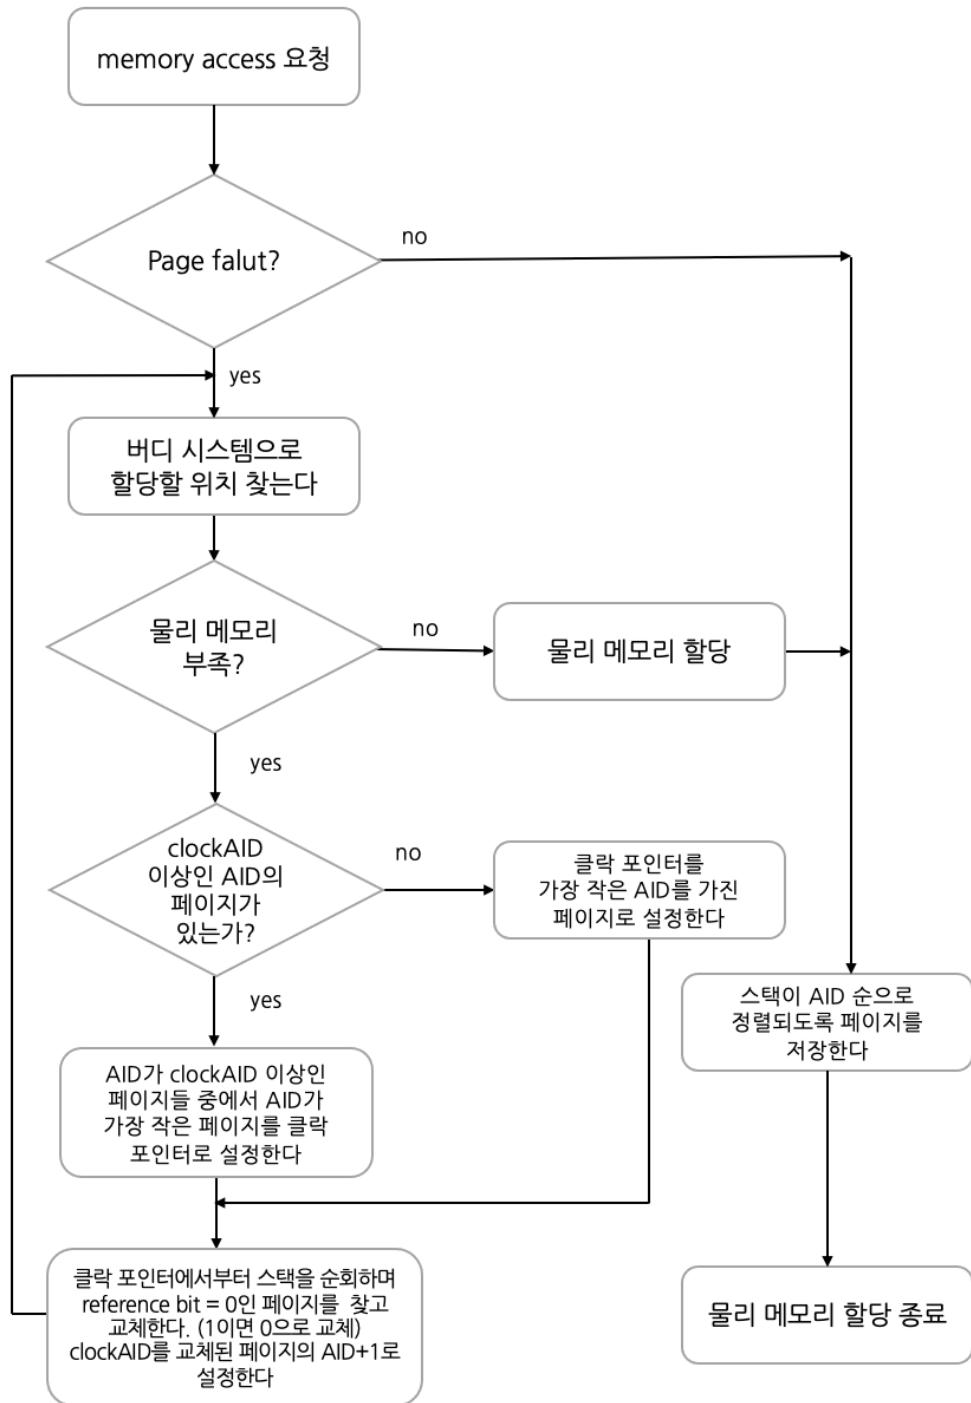 memory access 요청
Page falut?
no
yes
버디 시스템으로
할당할 위치 찾는다
물리 메모리
부족?
no
물리 메모리 할당
yes
clockAID
이상인 AID의
페이지가
있는가?
no
클락 포인터를
가장 작은 AID를 가진
페이지로 설정한다
yes
스택이 AID 순으로
정렬되도록 페이지를
저장한다
AID가 clockAID 이상인
페이지들 중에서 AID가
가장 작은 페이지를 클락
포인터로 설정한다
클락 포인터에서부터 스택을 순회하며
reference bit = 0인 페이지를 찾고
교체한다. (1이면 0으로 교체)
clockAID를 교체된 페이지의 AID+1로
설정한다
물리 메모리 할당 종료